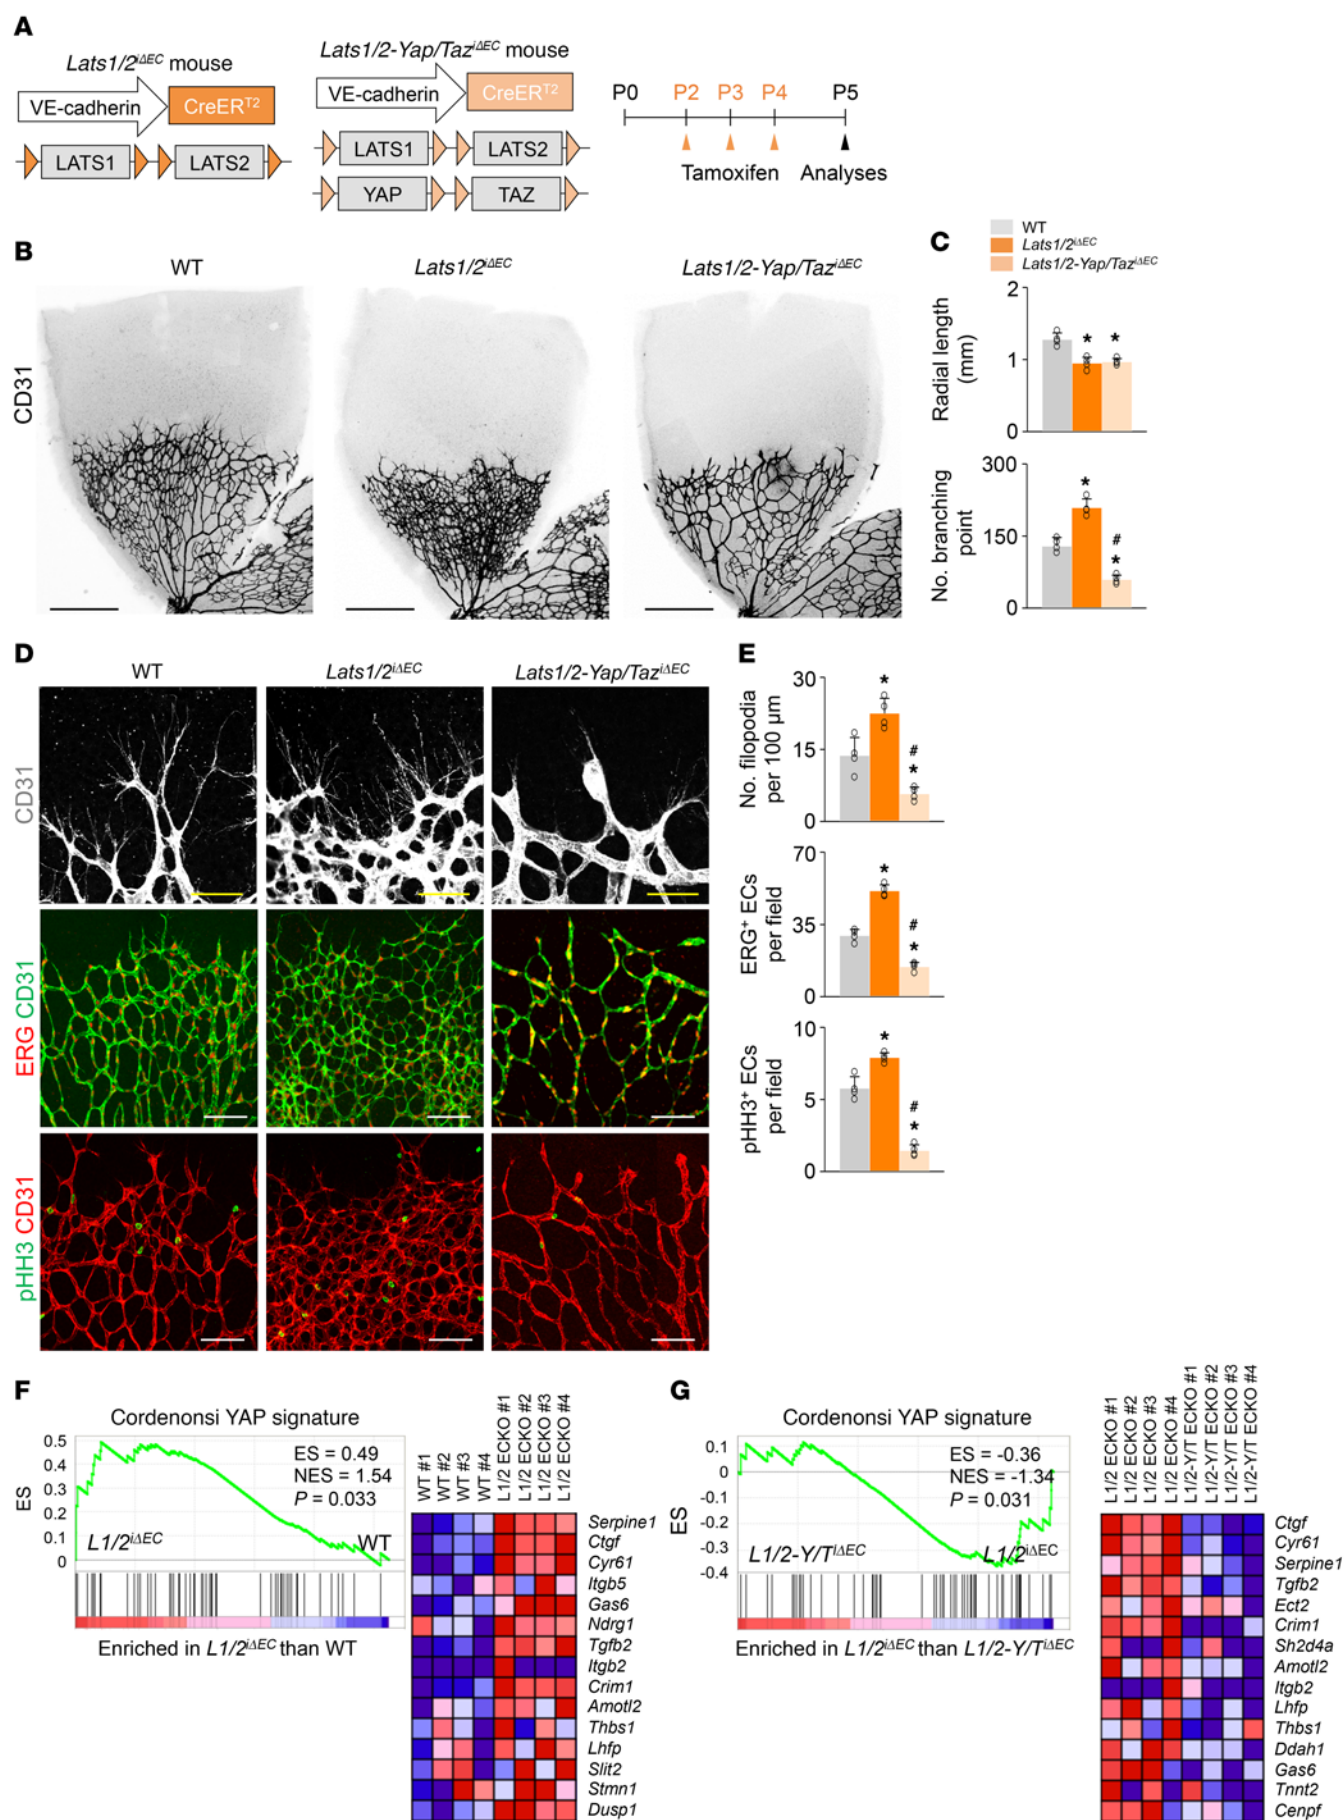 A
Lats1/2iΔEC mouse
VE-cadherin
CreERT2
LATS1
LATS2
Lats1/2-Yap/TaziΔEC mouse
VE-cadherin
CreERT2
LATS1
LATS2
YAP
TAZ
P0
P2
P3
P4
P5
Tamoxifen
Analyses
B
WT
Lats1/2iΔEC
Lats1/2-Yap/TaziΔEC
CD31
C
WT
Lats1/2iΔEC
Lats1/2-Yap/TaziΔEC
Radial length
(mm)
2
1
0
*
*
No. branching
point
300
150
0
*
#
*
D
WT
Lats1/2iΔEC
Lats1/2-Yap/TaziΔEC
CD31
ERG CD31
pHH3 CD31
E
No. filopodia
per 100 μm
30
15
0
*
#
*
ERG+ ECs
per field
70
35
0
*
#
*
pHH3+ ECs
per field
10
5
0
*
#
*
F
Cordenonsi YAP signature
ES
0.5
0.4
0.3
0.2
0.1
0
ES = 0.49
NES = 1.54
P = 0.033
L1/2iΔEC
WT
Enriched in L1/2iΔEC than WT
WT #1
WT #2
WT #3
WT #4
L1/2 ECKO #1
L1/2 ECKO #2
L1/2 ECKO #3
L1/2 ECKO #4
Serpine1
Ctgf
Cyr61
Itgb5
Gas6
Ndrg1
Tgfb2
Itgb2
Crim1
Amotl2
Thbs1
Lhfp
Slit2
Stmn1
Dusp1
G
Cordenonsi YAP signature
ES
0.1
0
-0.1
-0.2
-0.3
-0.4
ES = -0.36
NES = -1.34
P = 0.031
L1/2-Y/TiΔEC
L1/2iΔEC
Enriched in L1/2iΔEC than L1/2-Y/TiΔEC
L1/2 ECKO #1
L1/2 ECKO #2
L1/2 ECKO #3
L1/2 ECKO #4
L1/2-Y/T ECKO #1
L1/2-Y/T ECKO #2
L1/2-Y/T ECKO #3
L1/2-Y/T ECKO #4
Ctgf
Cyr61
Serpine1
Tgfb2
Ect2
Crim1
Sh2d4a
Amotl2
Itgb2
Lhfp
Thbs1
Ddah1
Gas6
Tnnt2
Cenpf